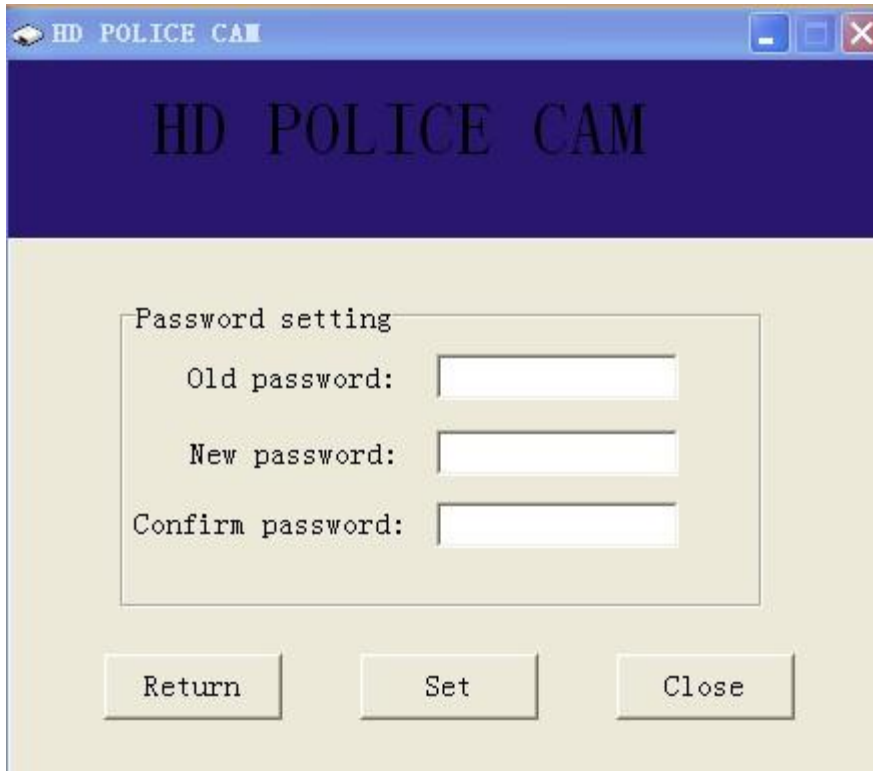 HD POLICE CAM
HD POLICE CAM
Password setting
Old password:
New password:
Confirm password:
Return Set Close